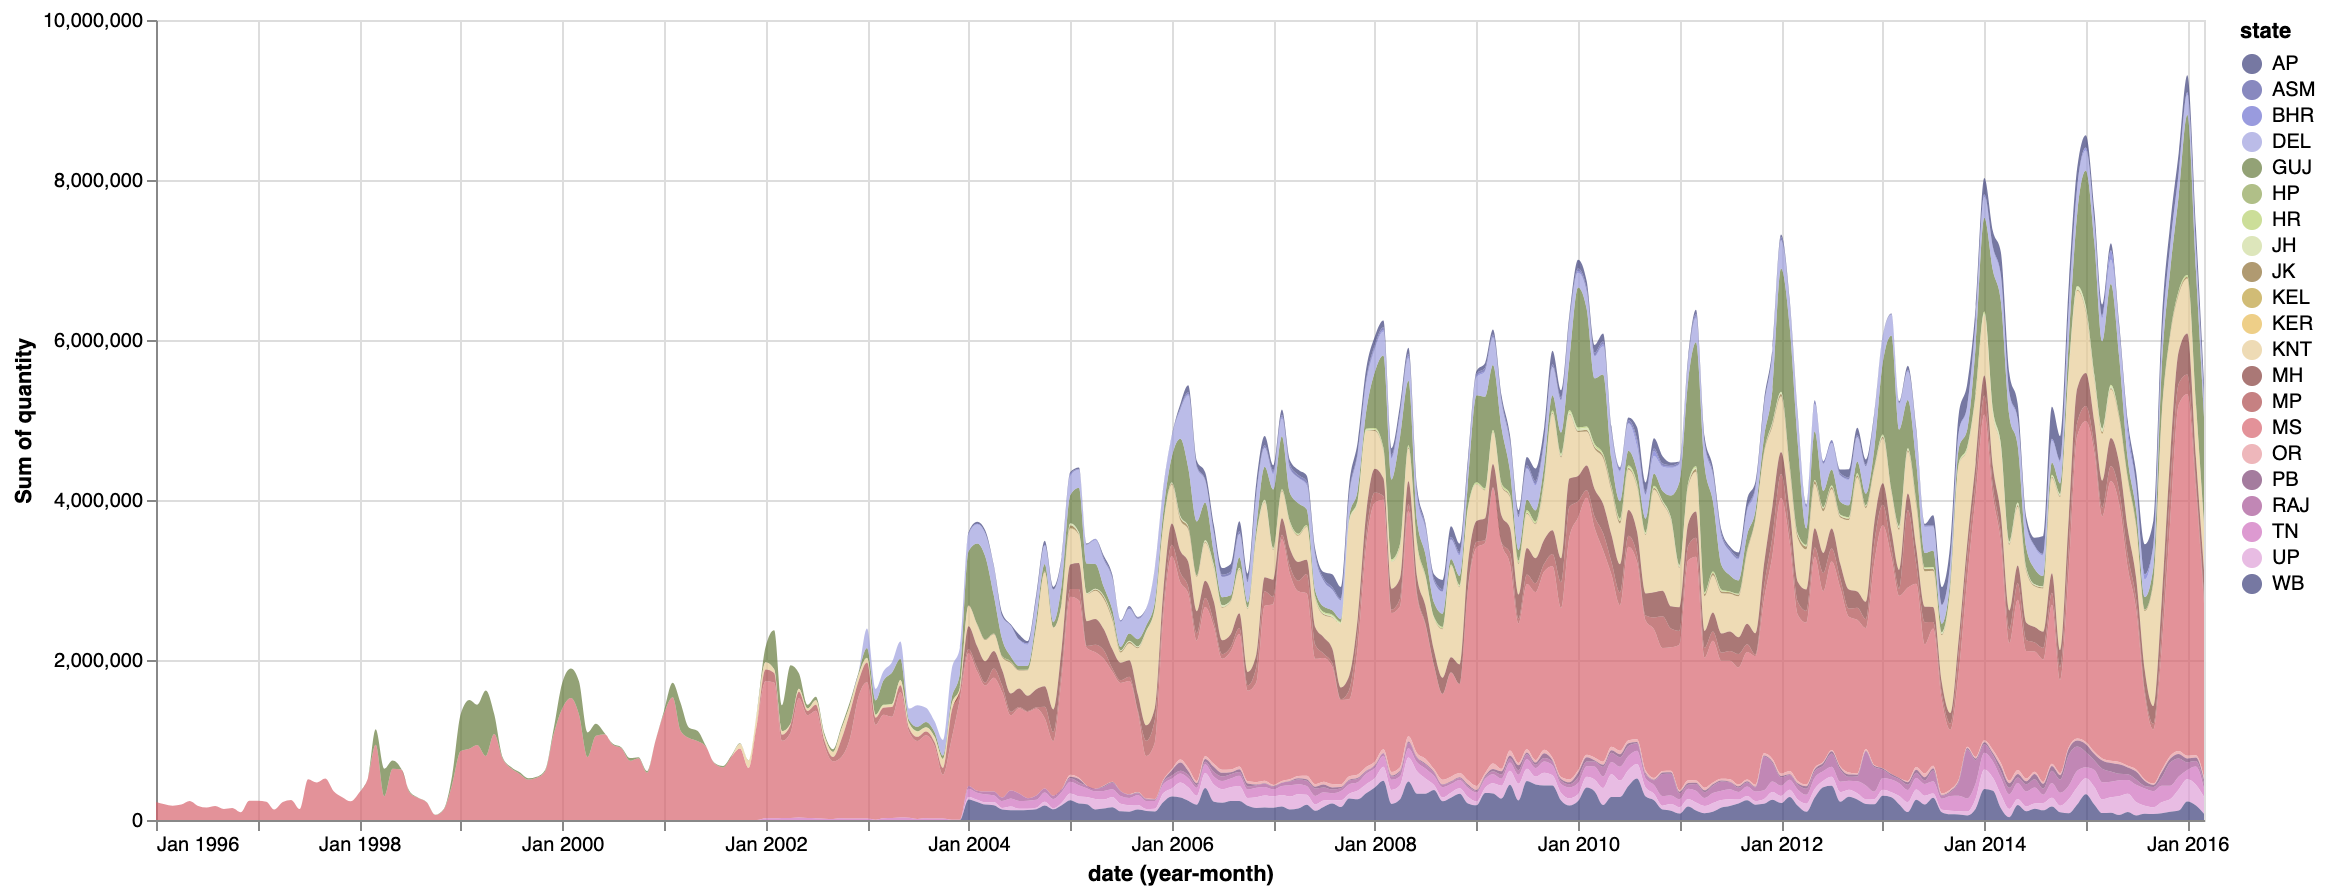 10,000,000
8,000,000
6,000,000
4,000,000
2,000,000
0
Sum of quantity
Jan 1996 Jan 1998 Jan 2000 Jan 2002 Jan 2004 Jan 2006 Jan 2008 Jan 2010 Jan 2012 Jan 2014 Jan 2016
date (year-month)
state
AP
ASM
BHR
DEL
GUJ
HP
HR
JH
JK
KEL
KER
KNT
MH
MP
MS
OR
PB
RAJ
TN
UP
WB